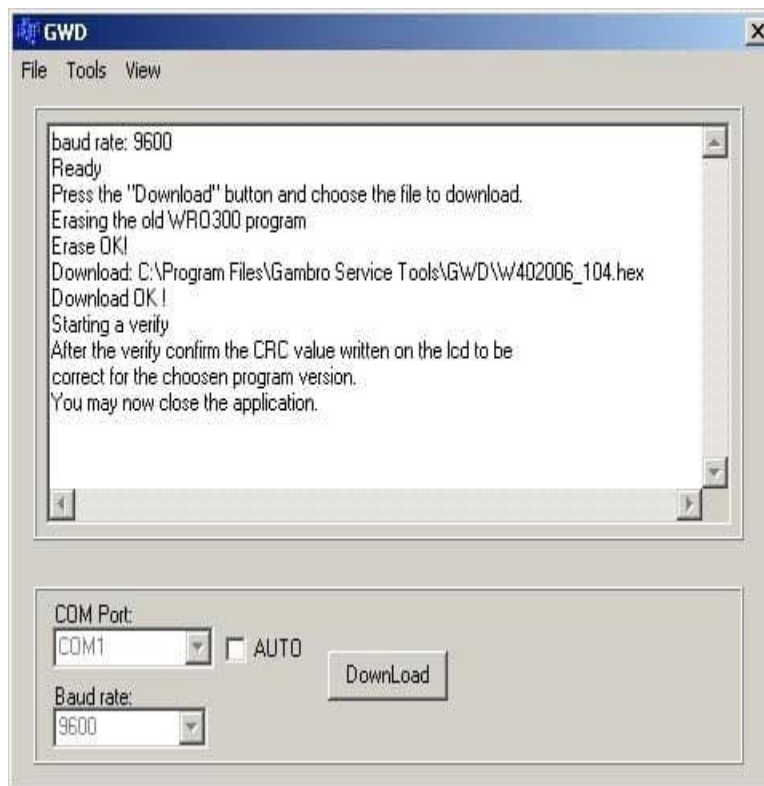 GWD
File Tools View
baud rate: 9600
Ready
Press the "Download" button and choose the file to download.
Erasing the old WRO300 program
Erase OK!
Download: C:\Program Files\Gambro Service Tools\GWD\W402006_104.hex
Download OK !
Starting a verify
After the verify confirm the CRC value written on the lcd to be
correct for the choosen program version.
You may now close the application.
COM Port:
COM1
AUTO
DownLoad
Baud rate:
9600